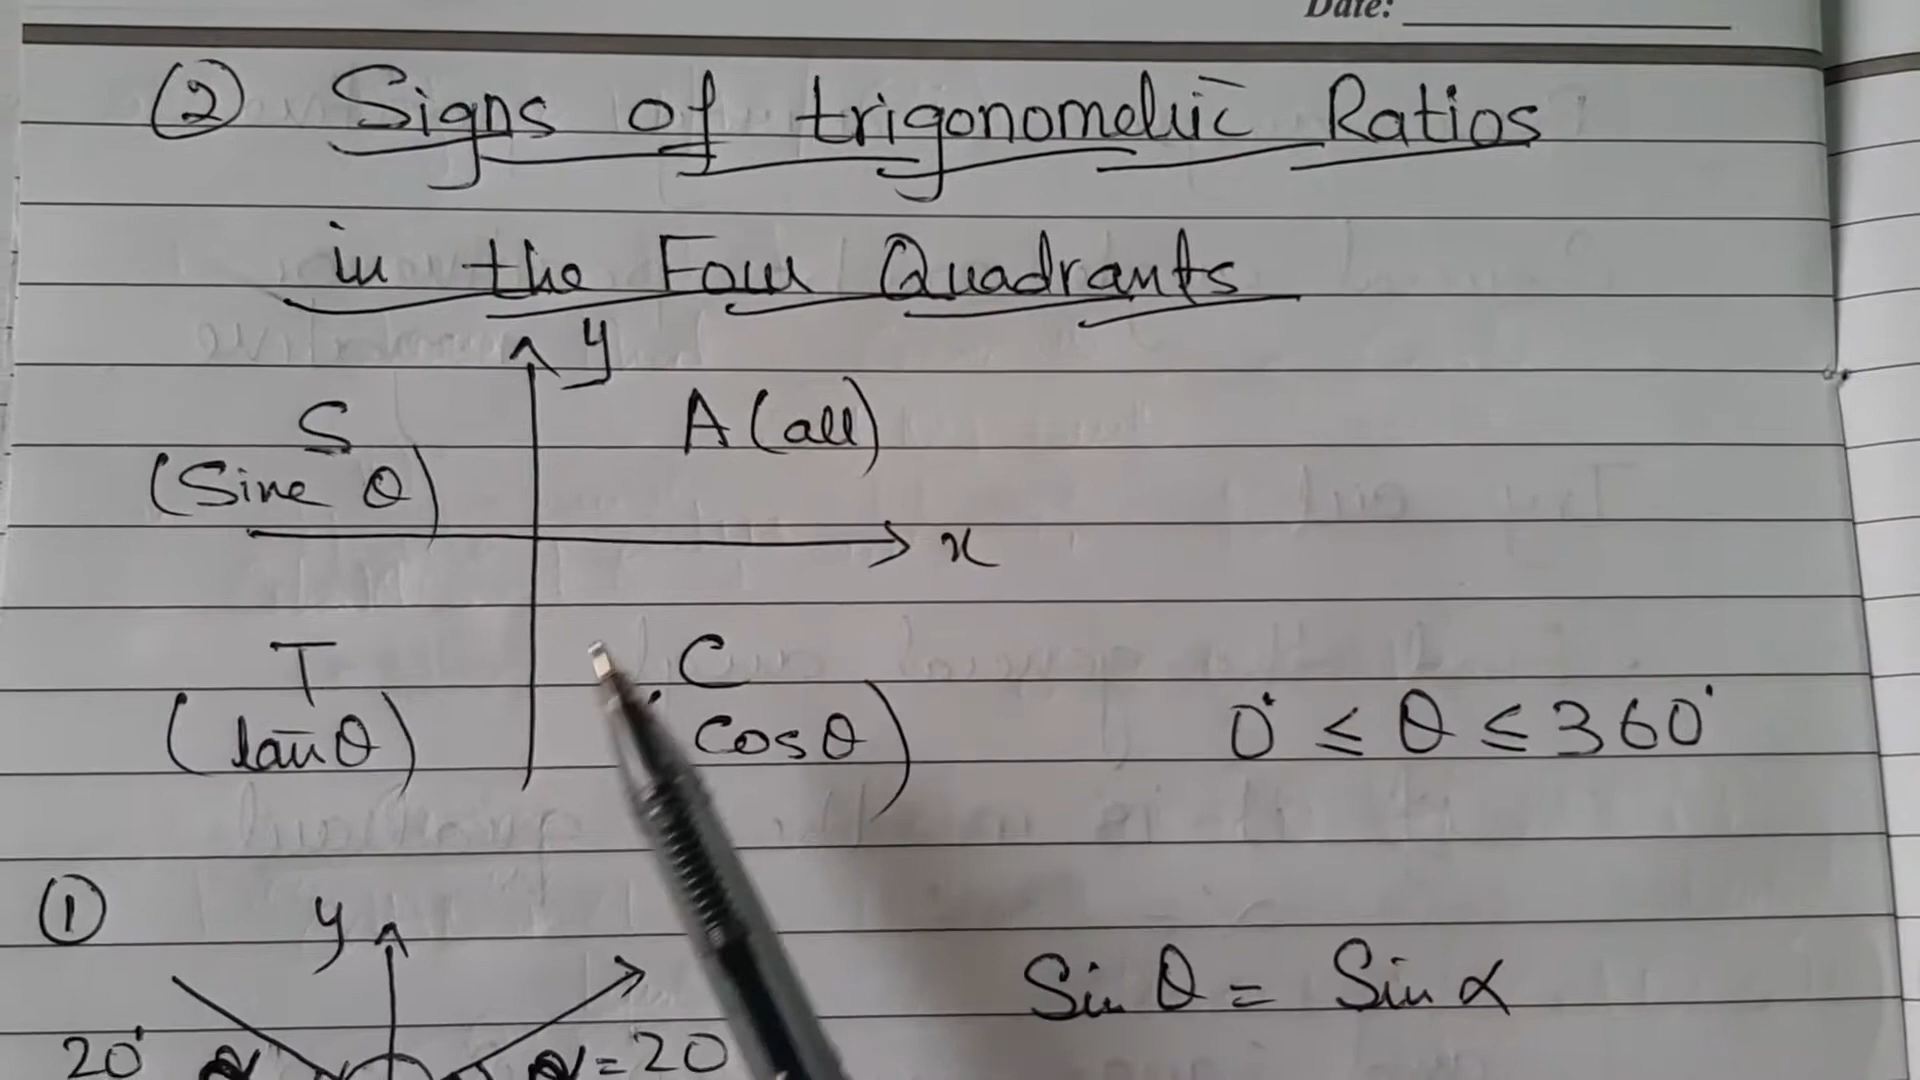 Date:
② Signs of trigonometric Ratios
in the Four Quadrants
y
S A (all)
(Sine θ)
x
T C
(tan θ) cos θ) 0° ≤ θ ≤ 360°
① y
Sin θ = Sin α
20° α α = 20